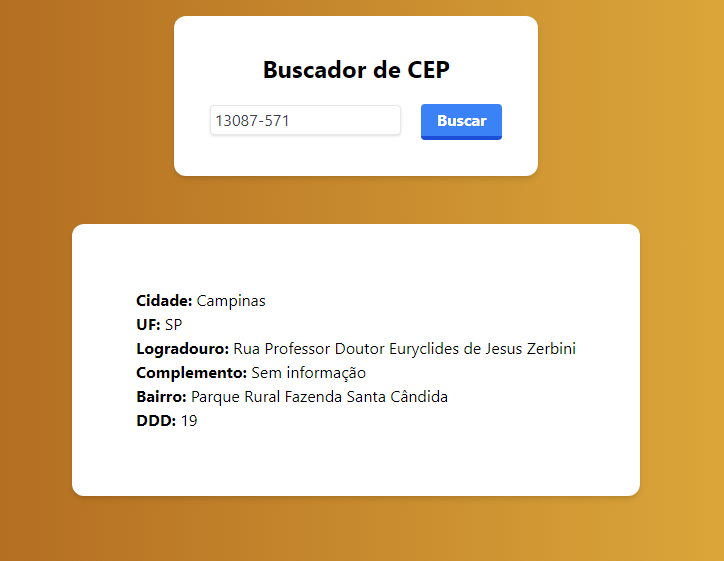 Buscador de CEP
13087-571
Buscar
Cidade: Campinas
UF: SP
Logradouro: Rua Professor Doutor Euryclides de Jesus Zerbini
Complemento: Sem informação
Bairro: Parque Rural Fazenda Santa Cândida
DDD: 19